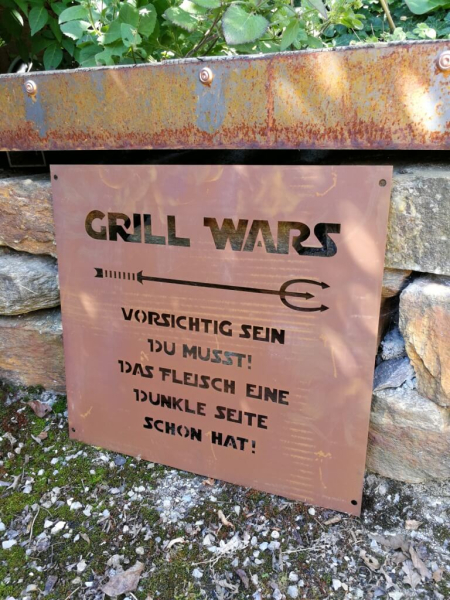 GRILL WARS
VORSICHTIG SEIN
DU MUSST!
DAS FLEISCH EINE
DUNKLE SEITE
SCHON HAT!